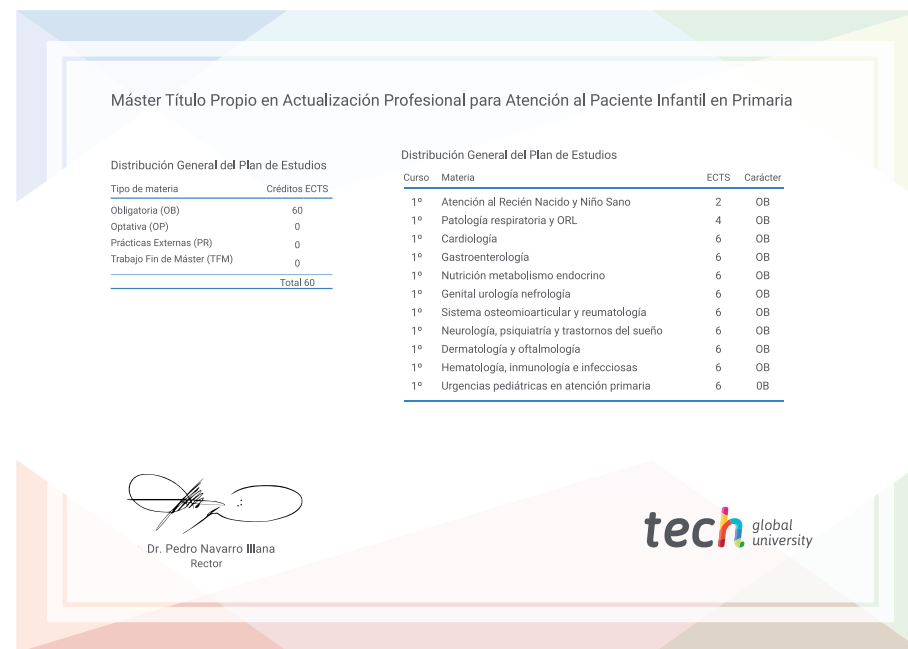 Máster Título Propio en Actualización Profesional para Atención al Paciente Infantil en Primaria
Distribución General del Plan de Estudios
Tipo de materia Créditos ECTS
Obligatoria (OB) 60
Optativa (OP) 0
Prácticas Externas (PR) 0
Trabajo Fin de Máster (TFM) 0
Total 60
Distribución General del Plan de Estudios
Curso Materia ECTS Carácter
1º Atención al Recién Nacido y Niño Sano 2 OB
1º Patología respiratoria y ORL 4 OB
1º Cardiología 6 OB
1º Gastroenterología 6 OB
1º Nutrición metabolismo endocrino 6 OB
1º Genital urología nefrología 6 OB
1º Sistema osteomioarticular y reumatología 6 OB
1º Neurología, psiquiatría y trastornos del sueño 6 OB
1º Dermatología y oftalmología 6 OB
1º Hematología, inmunología e infecciosas 6 OB
1º Urgencias pediátricas en atención primaria 6 0B
Dr. Pedro Navarro Illana
Rector
tech global
university